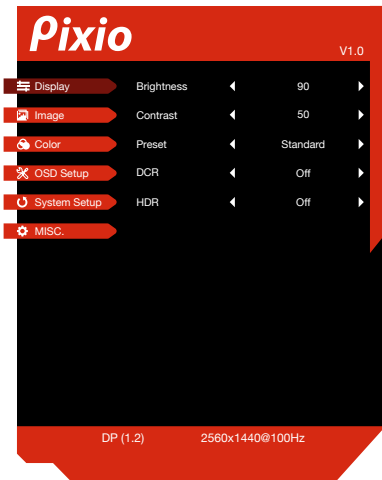 Pixio
V1.0
Display Brightness 90
Image Contrast 50
Color Preset Standard
OSD Setup DCR Off
System Setup HDR Off
MISC.
DP (1.2) 2560x1440@100Hz